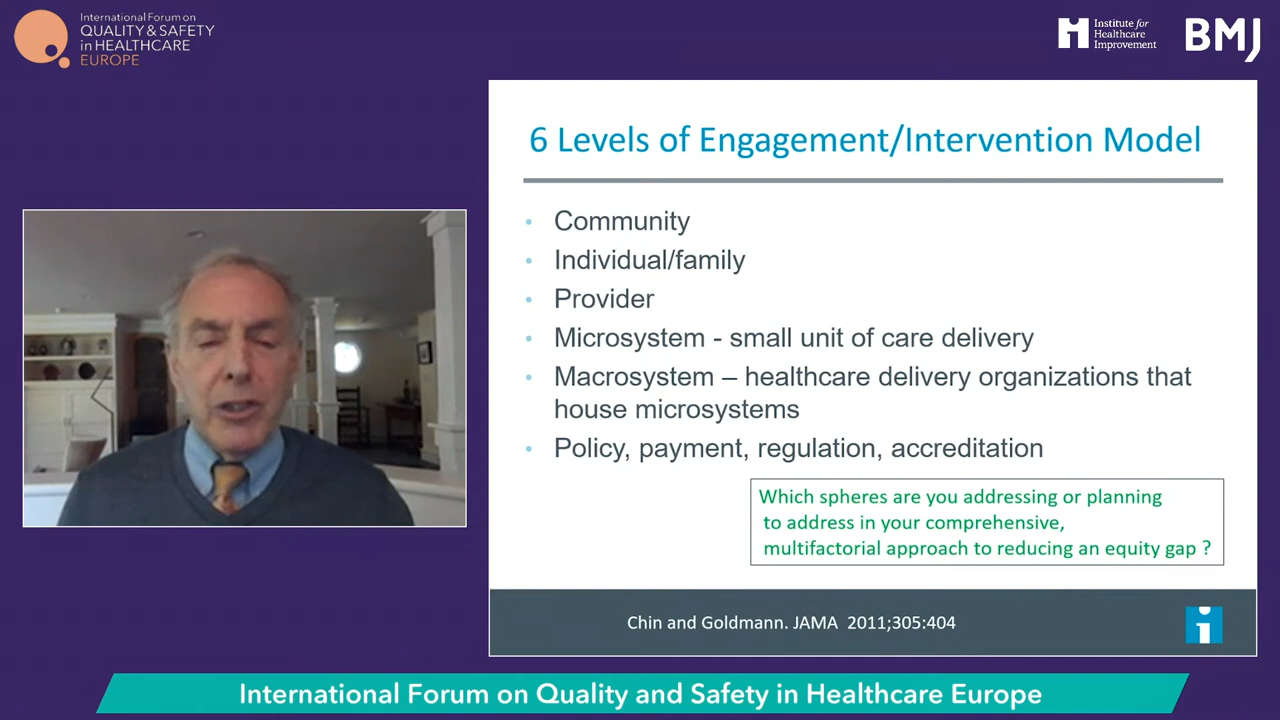 International Forum on
QUALITY & SAFETY
in HEALTHCARE
EUROPE
Institute for
Healthcare
Improvement
BMJ
6 Levels of Engagement/Intervention Model
• Community
• Individual/family
• Provider
• Microsystem - small unit of care delivery
• Macrosystem – healthcare delivery organizations that
house microsystems
• Policy, payment, regulation, accreditation
Which spheres are you addressing or planning
to address in your comprehensive,
multifactorial approach to reducing an equity gap ?
Chin and Goldmann. JAMA 2011;305:404
International Forum on Quality and Safety in Healthcare Europe